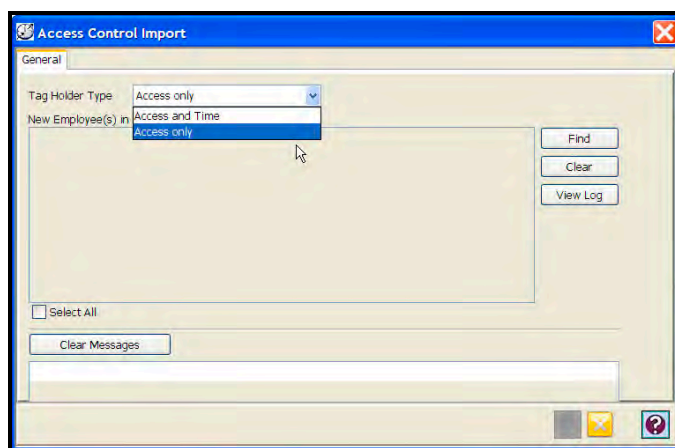 Access Control Import
General
Tag Holder Type Access only
Access and Time
New Employee(s) in
Access only
Find
Clear
View Log
Select All
Clear Messages
?